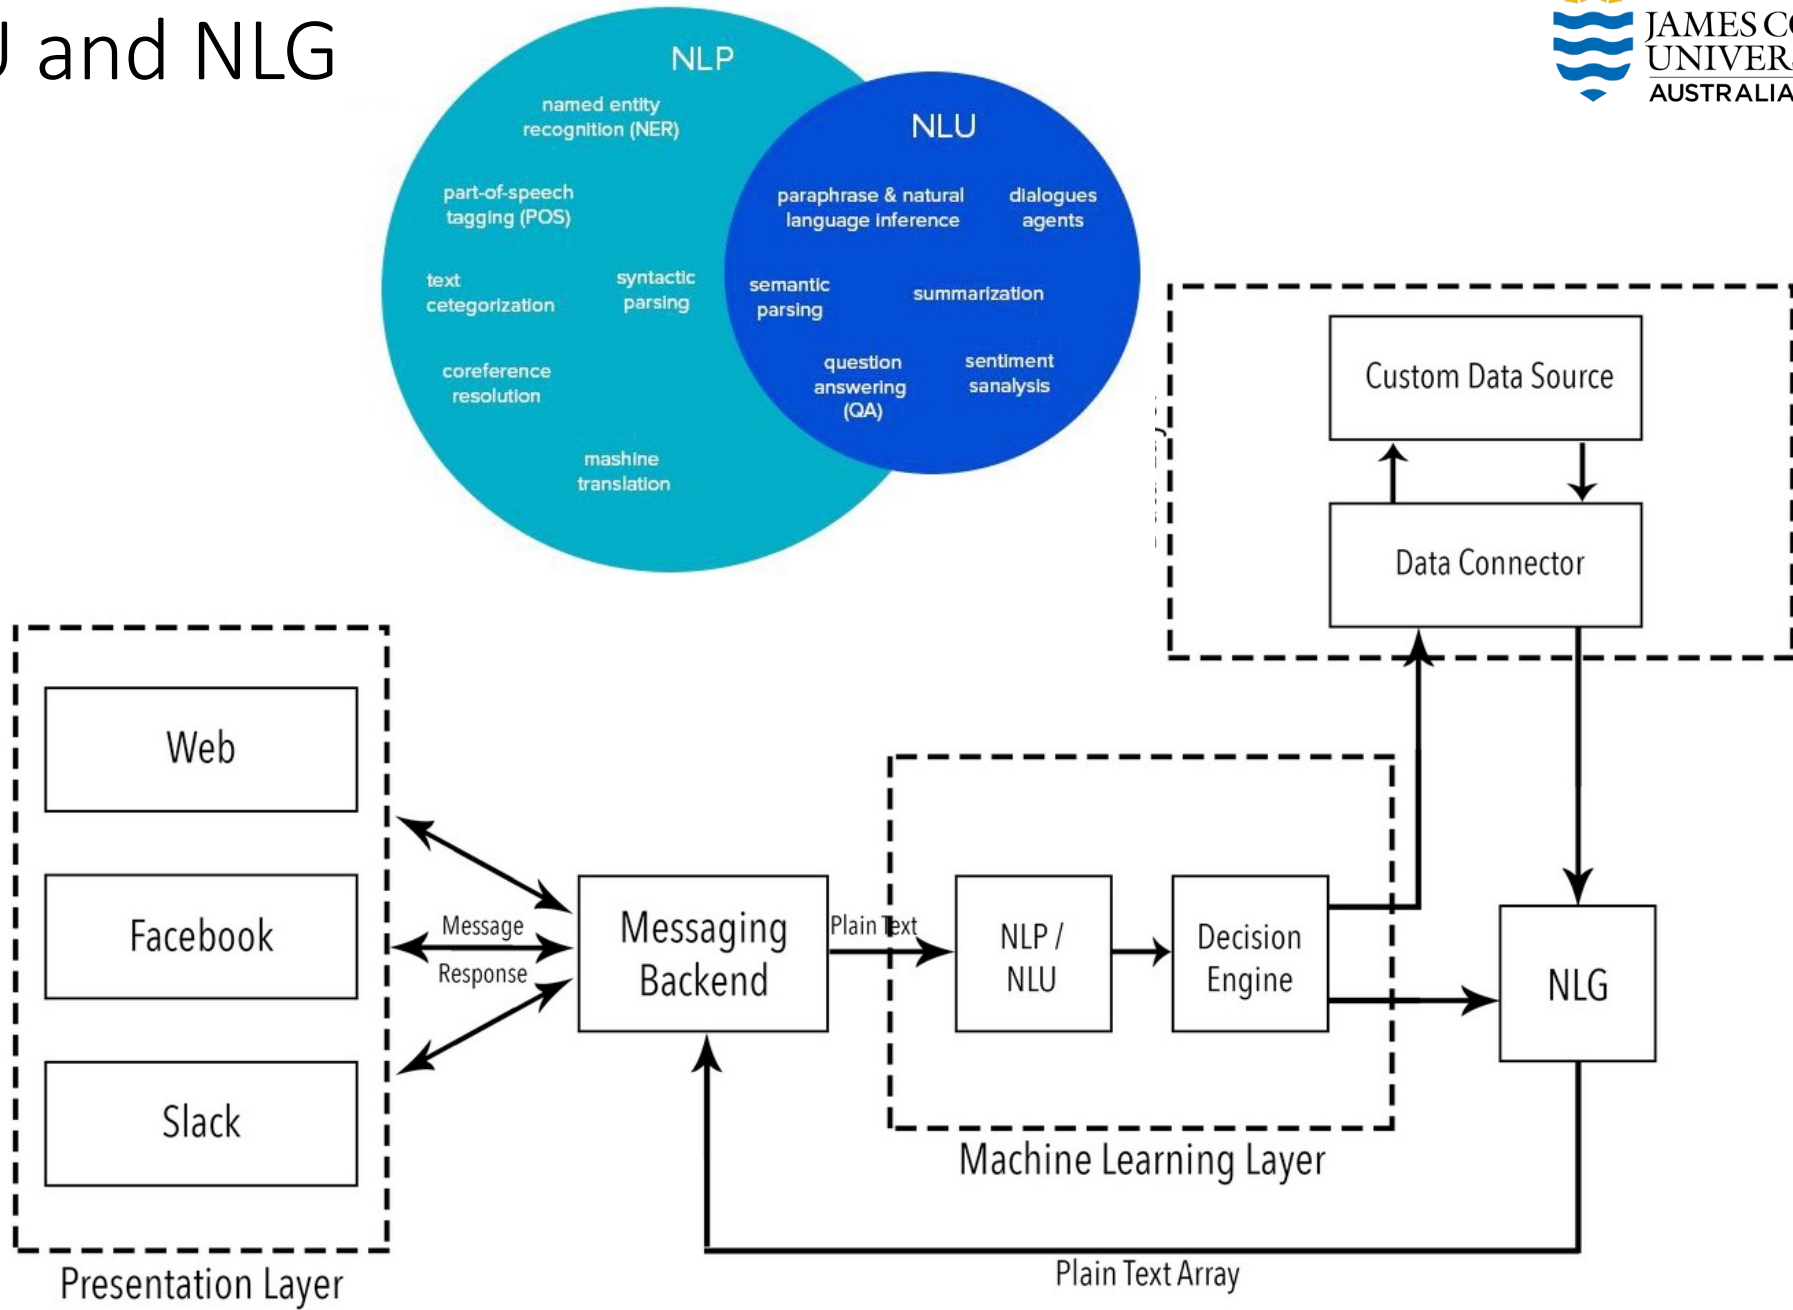 and NLG
JAMES
AUSTRALIA
NLP
named entity
recognition (NER)
part-of-speech
tagging (POS)
text
cetegorization
syntactic
parsing
coreference
resolution
mashine
translation
NLU
paraphrase & natural
language inference
dialogues
agents
semantic
parsing
summarization
question
answering
(QA)
sentiment
sanalysis
Custom Data Source
Data Connector
Web
Facebook
Slack
Presentation Layer
Message
Response
Messaging
Backend
Plain Text
NLP /
NLU
Decision
Engine
Machine Learning Layer
NLG
Plain Text Array